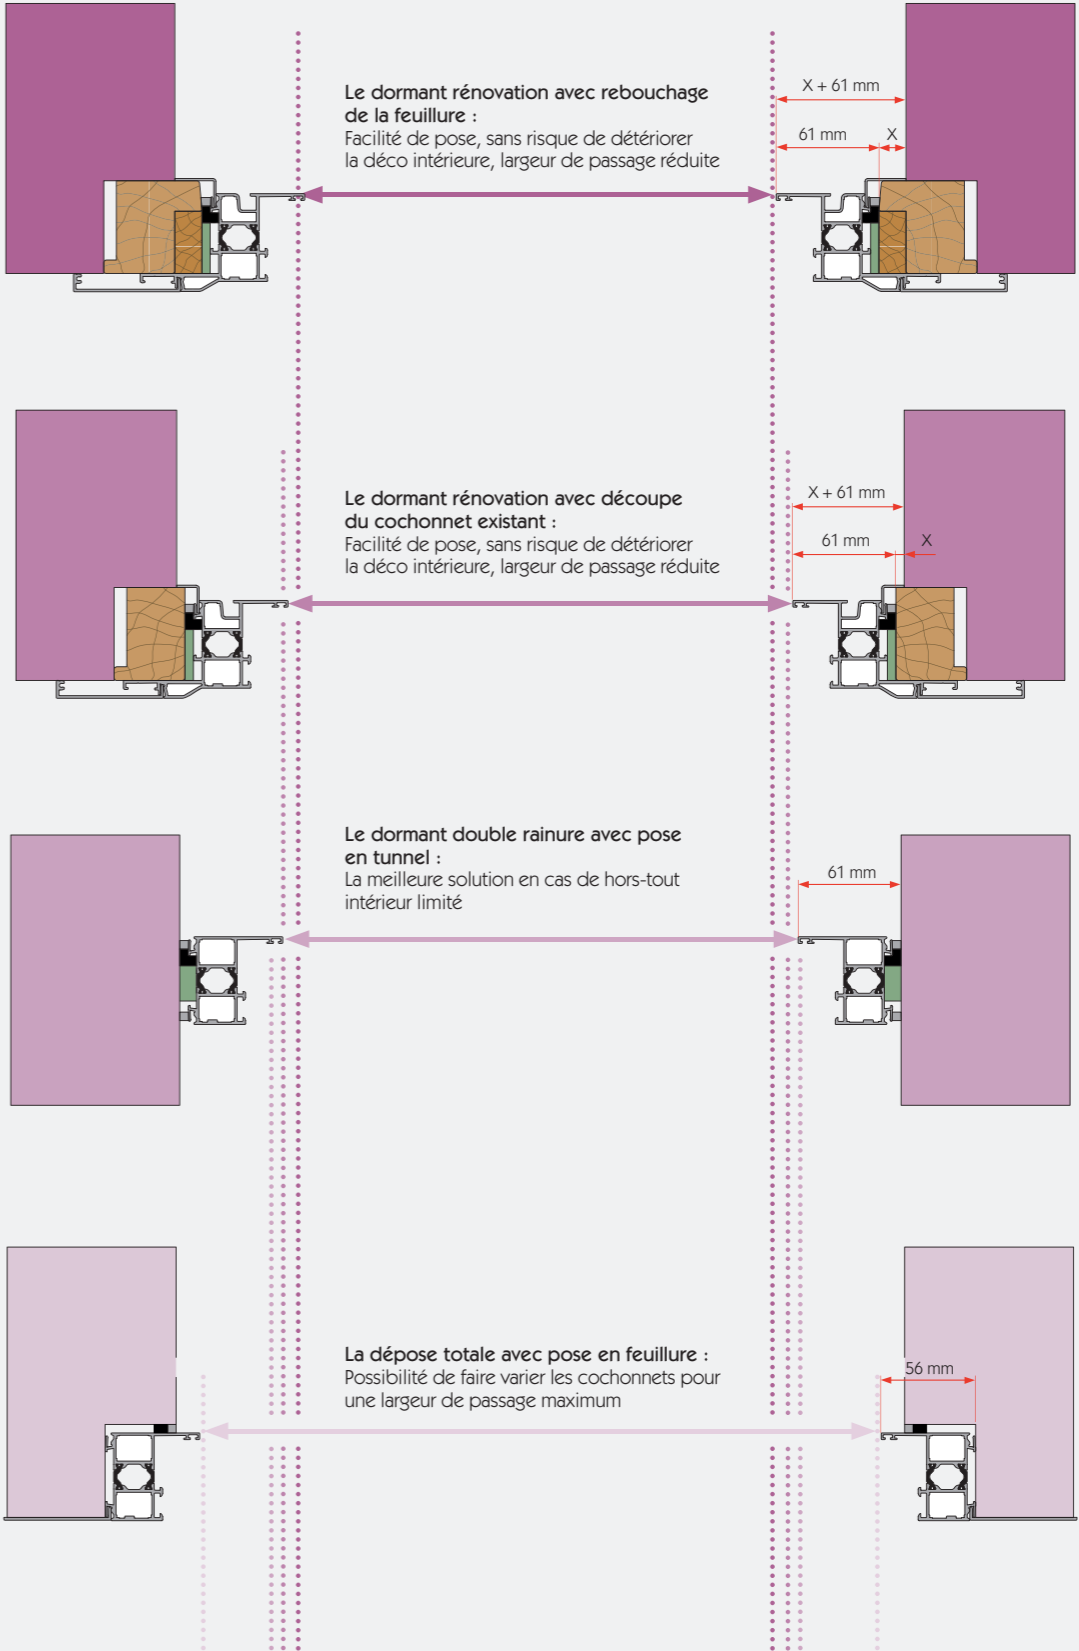 Le dormant rénovation avec rebouchage
de la feuillure :
Facilité de pose, sans risque de détériorer
la déco intérieure, largeur de passage réduite
X + 61 mm
61 mm
X
Le dormant rénovation avec découpe
du cochonnet existant :
Facilité de pose, sans risque de détériorer
la déco intérieure, largeur de passage réduite
X + 61 mm
61 mm
X
Le dormant double rainure avec pose
en tunnel :
La meilleure solution en cas de hors-tout
intérieur limité
61 mm
La dépose totale avec pose en feuillure :
Possibilité de faire varier les cochonnets pour
une largeur de passage maximum
56 mm